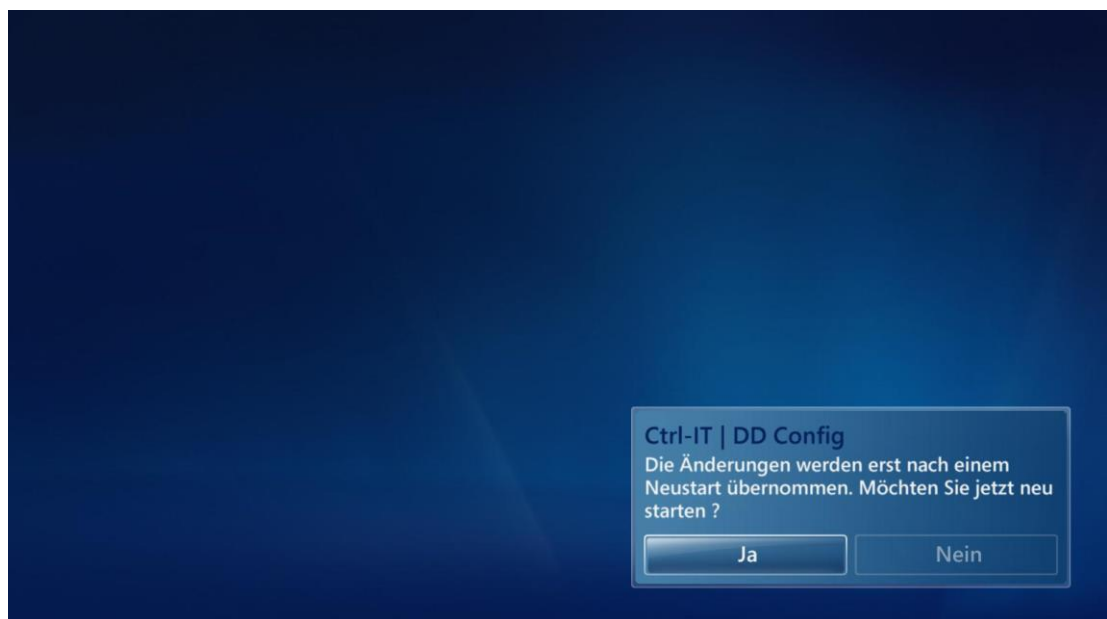 Ctrl-IT | DD Config
Die Änderungen werden erst nach einem
Neustart übernommen. Möchten Sie jetzt neu
starten ?
Ja
Nein